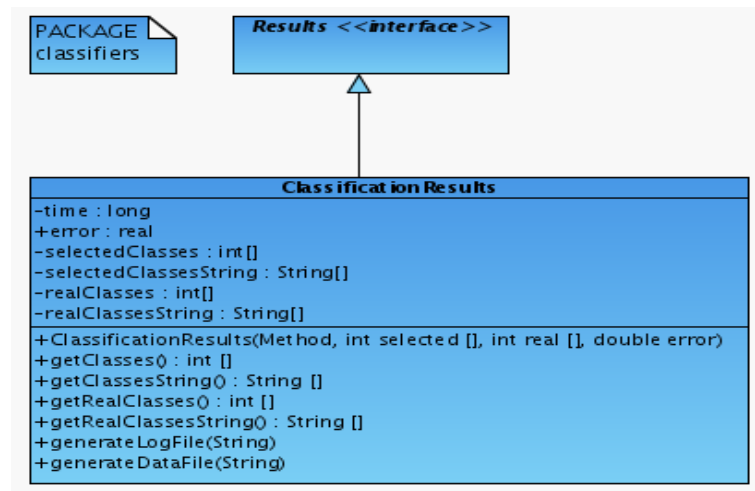 PACKAGE
classifiers
Results <<interface>>
ClassificationResults
-time : long
+error : real
-selectedClasses : int[]
-selectedClassesString : String[]
-realClasses : int[]
-realClassesString : String[]
+ClassificationResults(Method, int selected [], int real [], double error)
+getClasses() : int []
+getClassesString() : String []
+getRealClasses() : int []
+getRealClassesString() : String []
+generateLogFile(String)
+generateDataFile(String)